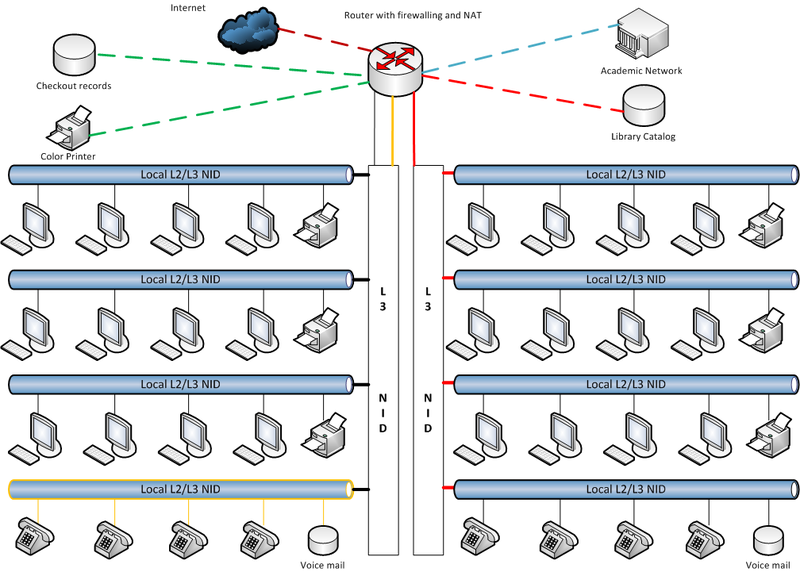 Internet
Router with firewalling and NAT
Checkout records
Academic Network
Color Printer
Library Catalog
Local L2/L3 NID
Local L2/L3 NID
L
3
L
3
Local L2/L3 NID
Local L2/L3 NID
Local L2/L3 NID
Local L2/L3 NID
N
I
D
N
I
D
Local L2/L3 NID
Local L2/L3 NID
Voice mail
Voice mail